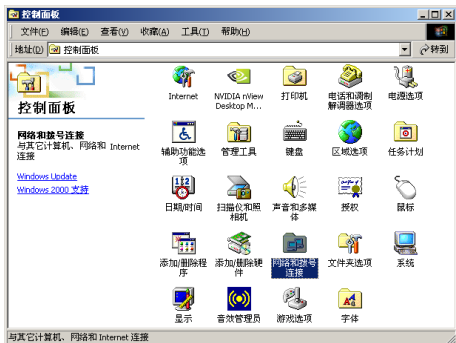 控制面板
文件(F) 编辑(E) 查看(V) 收藏(A) 工具(T) 帮助(H)
地址(D) 控制面板 转到
控制面板
网络和拨号连接
与其它计算机、网络和 Internet
连接
Windows Update
Windows 2000 支持
Internet
NVIDIA nView
Desktop M...
打印机
电话和调制
解调器选项
电源选项
辅助功能选
项
管理工具
键盘
区域选项
任务计划
日期/时间
扫描仪和照
相机
声音和多媒
体
授权
鼠标
添加/删除程
序
添加/删除硬
件
网络和拨号
连接
文件夹选项
系统
显示
音效管理员
游戏选项
字体
与其它计算机、网络和 Internet 连接